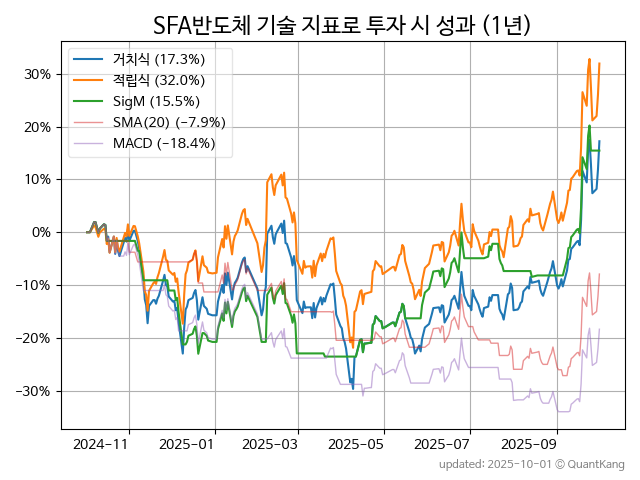 SFA반도체 기술 지표로 투자 시 성과 (1년)
거치식 (17.3%)
적립식 (32.0%)
SigM (15.5%)
SMA(20) (−7.9%)
MACD (−18.4%)
30%
20%
10%
0%
−10%
−20%
−30%
2024−11 2025−01 2025−03 2025−05 2025−07 2025−09
updated: 2025-10-01 © QuantKang